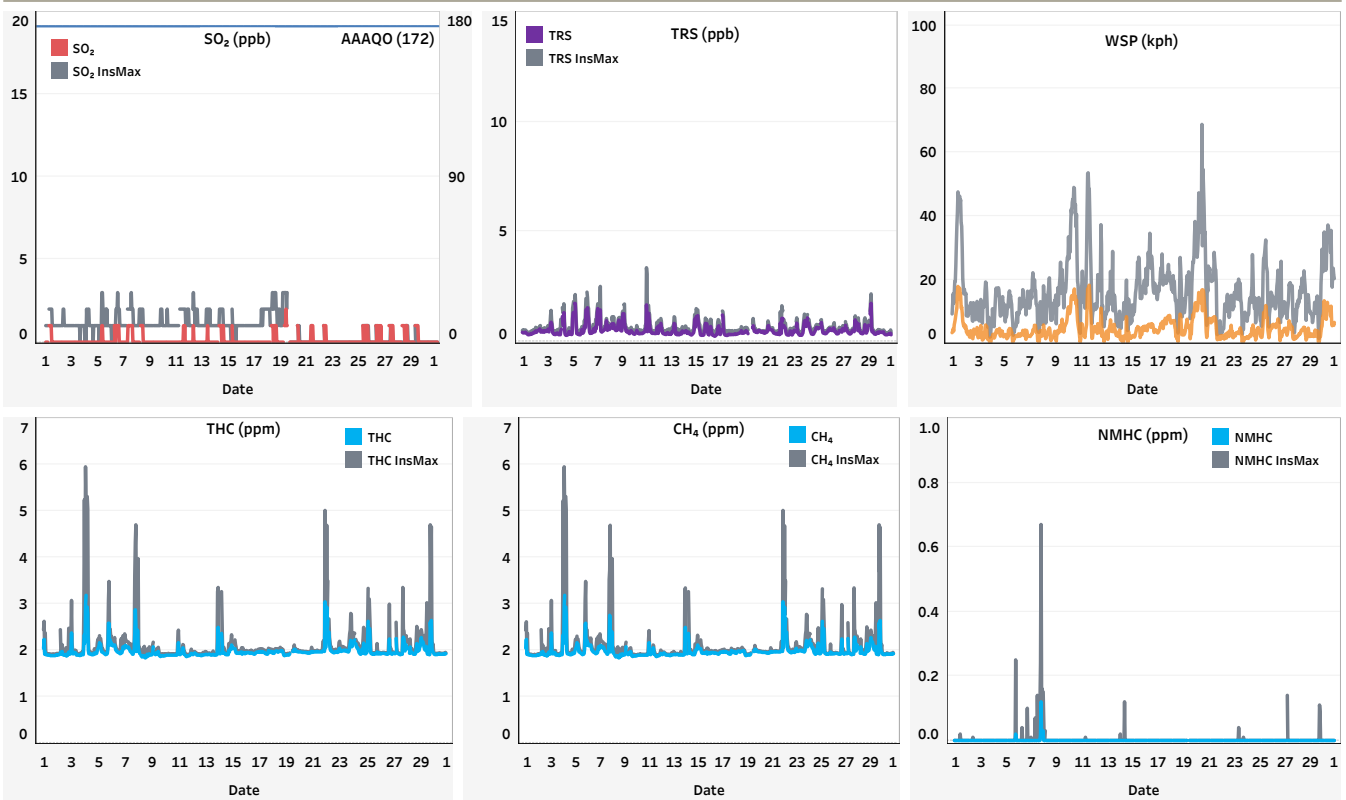 SO₂ (ppb)
AAAQO (172)
SO₂
SO₂ InsMax
20
15
10
5
0
180
90
0
1 3 5 7 9 11 13 15 17 19 21 23 25 27 29 1
Date
TRS (ppb)
TRS
TRS InsMax
15
10
5
0
1 3 5 7 9 11 13 15 17 19 21 23 25 27 29 1
Date
WSP (kph)
100
80
60
40
20
0
1 3 5 7 9 11 13 15 17 19 21 23 25 27 29 1
Date
THC (ppm)
THC
THC InsMax
7
6
5
4
3
2
1
0
1 3 5 7 9 11 13 15 17 19 21 23 25 27 29 1
Date
CH₄ (ppm)
CH₄
CH₄ InsMax
7
6
5
4
3
2
1
0
1 3 5 7 9 11 13 15 17 19 21 23 25 27 29 1
Date
NMHC (ppm)
NMHC
NMHC InsMax
1.0
0.8
0.6
0.4
0.2
0.0
1 3 5 7 9 11 13 15 17 19 21 23 25 27 29 1
Date